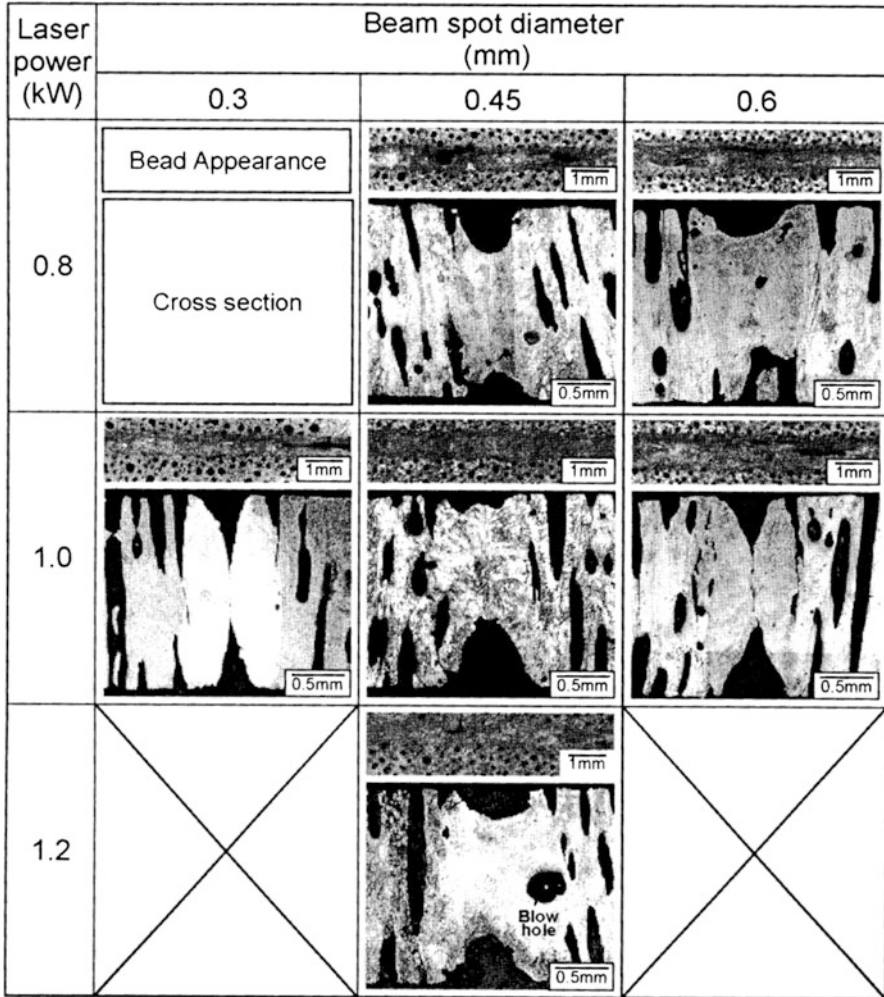 Laser
power
(kW)
Beam spot diameter
(mm)
0.3
0.45
0.6
0.8
Bead Appearance
Cross section
1mm
0.5mm
1mm
0.5mm
1.0
1mm
0.5mm
1mm
0.5mm
1mm
0.5mm
1.2
1mm
Blow
hole
0.5mm